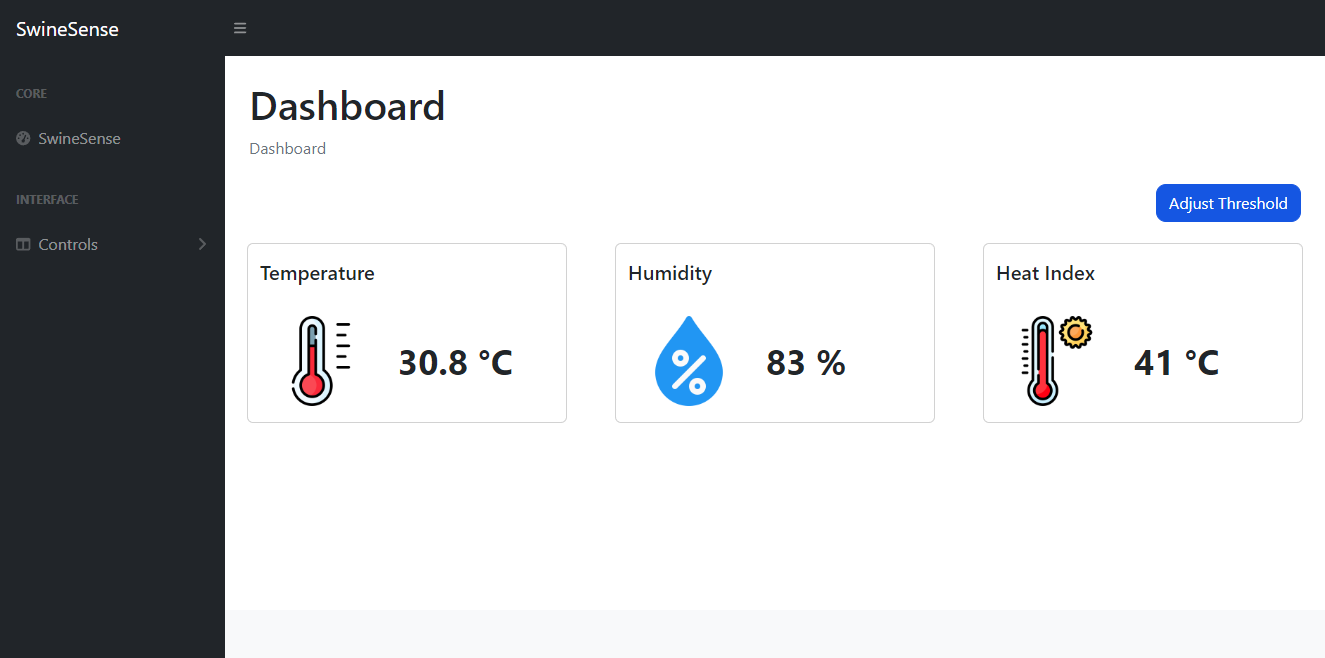 SwineSense
CORE
SwineSense
INTERFACE
Controls
Dashboard
Dashboard
Adjust Threshold
Temperature
30.8 °C
Humidity
83 %
Heat Index
41 °C